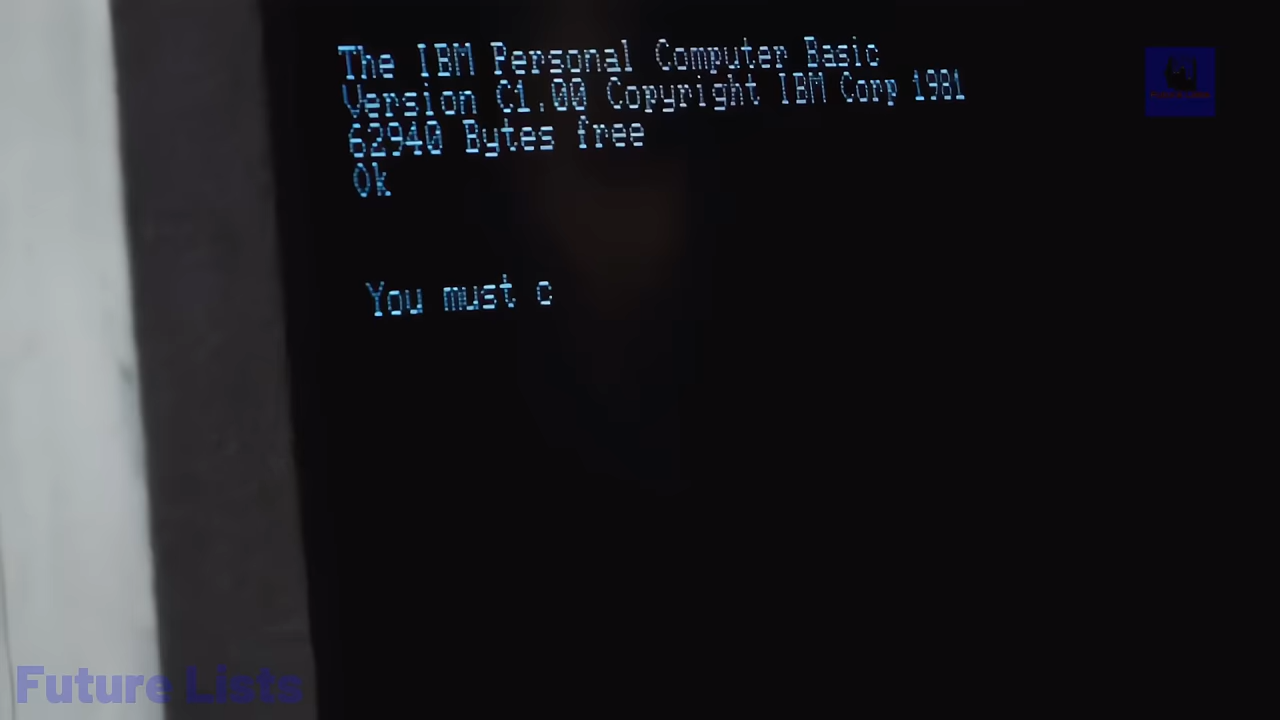 The IBM Personal Computer Basic
Version C1.00 Copyright IBM Corp 1981
62940 Bytes free
Ok
You must c
Future Lists